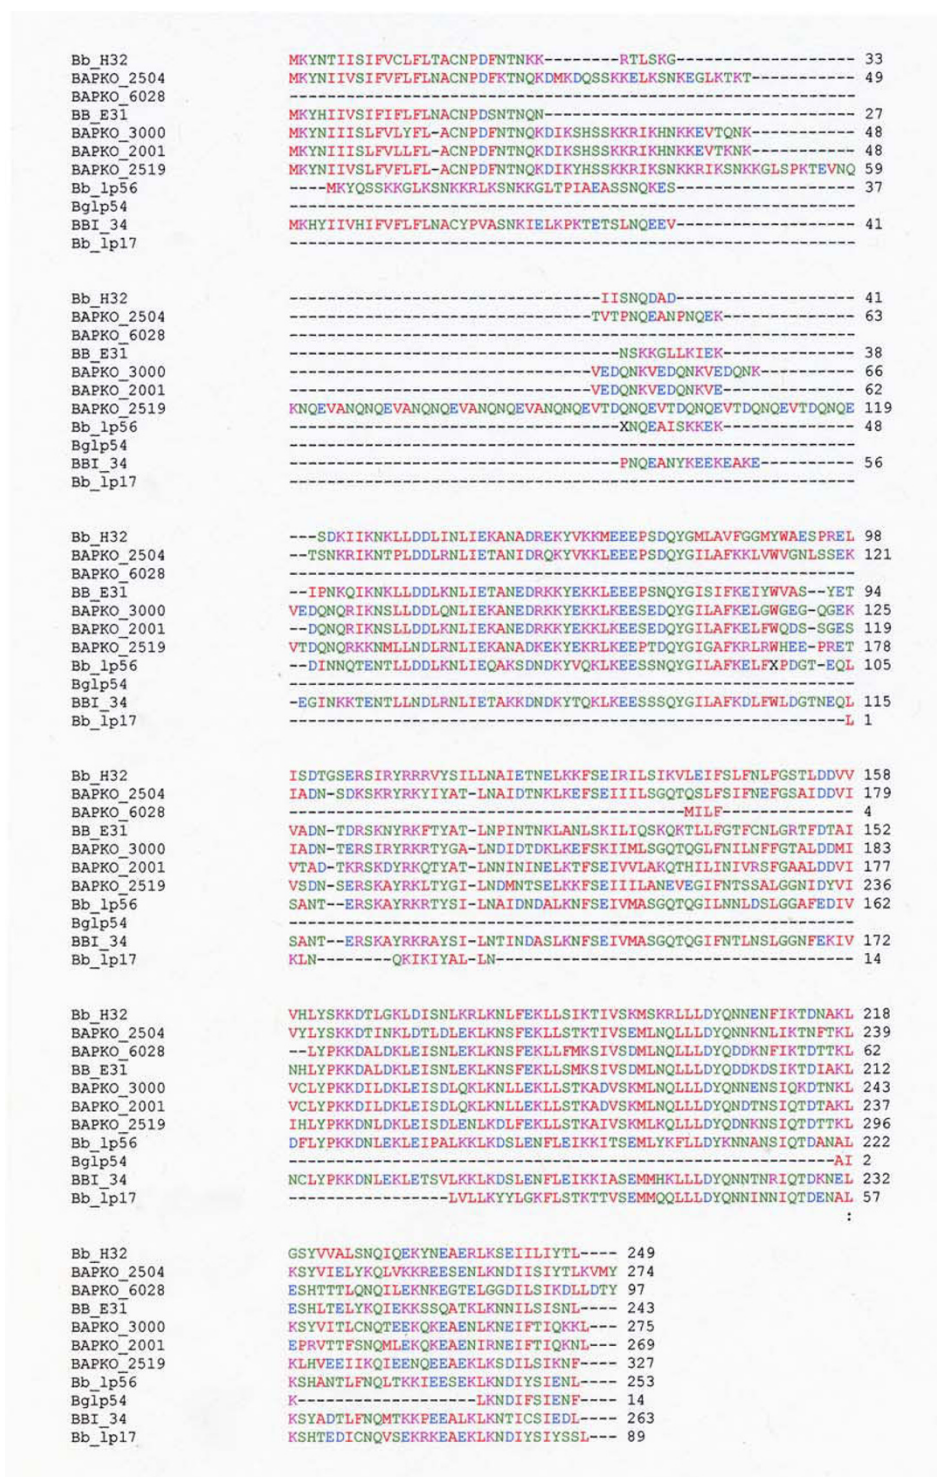 Bb_H32 MKYNTIISIFVCLFLTACNPDFNTNKK--------RTLSKG------------------- 33
BAPKO_2504 MKYNIIVSIFVFLFLNACNPDFKTNQKDMKDQSSKKELKSNKEGLKTKT----------- 49
BAPKO_6028 ------------------------------------------------------------
BB_E31 MKYHIIVSIFIFLFLNACNPDSNTNQN--------------------------------- 27
BAPKO_3000 MKYNIIISLFVLYFL-ACNPDFNTNQKDIKSHSSKKRIKHNKKEVTQNK----------- 48
BAPKO_2001 MKYNIIISLFVLLFL-ACNPDFNTNQKDIKSHSSKKRIKHNKKEVTKNK----------- 48
BAPKO_2519 MKYNIIVSLFVFLFL-ACNPDFNTNQKDIKYHSSKKRIKSNKKRIKSNKKGLSPKTEVNQ 59
Bb_lp56 ----MKYQSSKKGLKSNKKRLKSNKKGLTPIAEASSNQKES------------------- 37
Bglp54 ------------------------------------------------------------
BBI_34 MKHYIIVHIFVFLFLNACYPVASNKIELKPKTETSLNQEEV------------------- 41
Bb_lp17 ------------------------------------------------------------
Bb_H32 ---------------------------------IISNQDAD------------------- 41
BAPKO_2504 --------------------------------TVTPNQEANPNQEK-------------- 63
BAPKO_6028 ------------------------------------------------------------
BB_E31 -----------------------------------NSKKGLLKIEK-------------- 38
BAPKO_3000 --------------------------------VEDQNKVEDQNKVEDQNK---------- 66
BAPKO_2001 --------------------------------VEDQNKVEDQNKVE-------------- 62
BAPKO_2519 KNQEVANQNQEVANQNQEVANQNQEVANQNQEVTDQNQEVTDQNQEVTDQNQEVTDQNQE 119
Bb_lp56 -----------------------------------XNQEAISKKEK-------------- 48
Bglp54 ------------------------------------------------------------
BBI_34 -----------------------------------PNQEANYKEEKEAKE---------- 56
Bb_lp17 ------------------------------------------------------------
Bb_H32 ---SDKIIKNKLLDDLINLIEKANADREKYVKKMEEEPSDQYGMLAVFGGMYWAESPREL 98
BAPKO_2504 --TSNKRIKNTPLDDLRNLIETANIDRQKYVKKLEEEPSDQYGILAFKKLVWVGNLSSEK 121
BAPKO_6028 ------------------------------------------------------------
BB_E31 --IPNKQIKNKLLDDLKNLIETANEDRKKYEKKLEEEPSNQYGISIFKEIYWVAS--YET 94
BAPKO_3000 VEDQNQRIKNSLLDDLQNLIEKANEDRKKYEKKLKEESEDQYGILAFKELGWGEG-QGEK 125
BAPKO_2001 --DQNQRIKNSLLDDLKNLIEKANEDRKKYEKKLKEESEDQYGILAFKELFWQDS-SGES 119
BAPKO_2519 VTDQNQRKKNMLLNDLRNLIETANADKEKYEKRLKEEPTDQYGIGAFKRLRWHEE-PRET 178
Bb_lp56 --DINNQTENTLLDDLKNLIEQAKSDNDKYVQKLKEESSNQYGILAFKELFXPDGT-EQL 105
Bglp54 ------------------------------------------------------------
BBI_34 -EGINKKTENTLLNDLRNLIETAKKDNDKYTQKLKEESSSQYGILAFKDLFWLDGTNEQL 115
Bb_lp17 -----------------------------------------------------------L 1
Bb_H32 ISDTGSERSIRYRRRVYSILLNAIETNELKKFSEIRILSIKVLEIFSLFNLFGSTLDDVV 158
BAPKO_2504 IADN-SDKSKRYRKYIYAT-LNAIDTNKLKEFSEIIILSGQTQSLFSIFNEFGSAIDDVI 179
BAPKO_6028 ------------------------------------------MILF-------------- 4
BB_E31 VADN-TDRSKNYRKFTYAT-LNPINTNKLANLSKILIQSKQKTLLFGTFCNLGRTFDTAI 152
BAPKO_3000 IADN-TERSIRYRKRTYGA-LNDIDTDKLKEFSKIIMLSGQTQGLFNILNFFGTALDDMI 183
BAPKO_2001 VTAD-TKRSKDYRKQTYAT-LNNININELKTFSEIVVLAKQTHILINIVRSFGAALDDVI 177
BAPKO_2519 VSDN-SERSKAYRKLTYGI-LNDMNTSELKKFSEIIILANEVEGIFNTSSALGGNIDYVI 236
Bb_lp56 SANT--ERSKAYRKRTYSI-LNAIDNDALKNFSEIVMASGQTQGILNNLDSLGGAFEDIV 162
Bglp54 ------------------------------------------------------------
BBI_34 SANT--ERSKAYRKRAYSI-LNTINDASLKNFSEIVMASGQTQGIFNTLNSLGGNFEKIV 172
Bb_lp17 KLN--------QKIKIYAL-LN-------------------------------------- 14
Bb_H32 VHLYSKKDTLGKLDISNLKRLKNLFEKLLSIKTIVSKMSKRLLLDYQNNENFIKTDNAKL 218
BAPKO_2504 VYLYSKKDTINKLDTLDLEKLKNSFEKLLSTKTIVSEMLNQLLLDYQNNKNLIKTNFTKL 239
BAPKO_6028 --LYPKKDALDKLEISNLEKLKNSFEKLLFMKSIVSDMLNQLLLDYQDDKNFIKTDTTKL 62
BB_E31 NHLYPKKDALDKLEISNLEKLKNSFEKLLSMKSIVSDMLNQLLLDYQDDKDSIKTDIAKL 212
BAPKO_3000 VCLYPKKDILDKLEISDLQKLKNLLEKLLSTKADVSKMLNQLLLDYQNNENSIQKDTNKL 243
BAPKO_2001 VCLYPKKDILDKLEISDLQKLKNLLEKLLSTKADVSKMLNQLLLDYQNDTNSIQTDTAKL 237
BAPKO_2519 IHLYPKKDNLDKLEISDLENLKDLFEKLLSTKAIVSKMLKQLLLDYQDNKNLIKTDTTKL 296
Bb_lp56 DFLYPKKDNLEKLEIPALKKLKDSLENFLEIKKITSEMLYKFLLDYKNNANSIQTDANAL 222
Bglp54 ----------------------------------------------------------AI 2
BBI_34 NCLYPKKDNLEKLETSVLKKLKDSLENFLEIKKIASEMMHKLLLDYQNNTNRIQTDKNEL 232
Bb_lp17 -----------------LVLLKYYLGKFLSTKTTVSEMMQQLLLDYQNNINNIQTDENAL 57
:
Bb_H32 GSYVVALSNQIQEKYNEAERLKSEIILIYTL---- 249
BAPKO_2504 KSYVIELYKQLVKKREESENLKNDIISIYTLKVMY 274
BAPKO_6028 ESHTTTLQNQILEKNKEGTELGGDILSIKDLLDTY 97
BB_E31 ESHLTELYKQIEKKSSQATKLKNNILSISNL---- 243
BAPKO_3000 KSYVITLCNQTEEKQKEAENLKNEIFTIQKKL--- 275
BAPKO_2001 EPRVTTFSNQMLEKQKEAENIRNEIFTIQKNL--- 269
BAPKO_2519 KLHVEEIIKQIEENQEEAEKLKSDILSIKNF---- 327
Bb_lp56 KSHANTLFNQLTKKIEESEKLKNDIYSIENL---- 253
Bglp54 K--------------------LKNDIFSIENF---- 14
BBI_34 KSYADTLFNQMTKKPEEALKLKNTICSIEDL---- 263
Bb_lp17 KSHTEDICNQVSEKRKEAEKLKNDIYSIYSSL--- 89